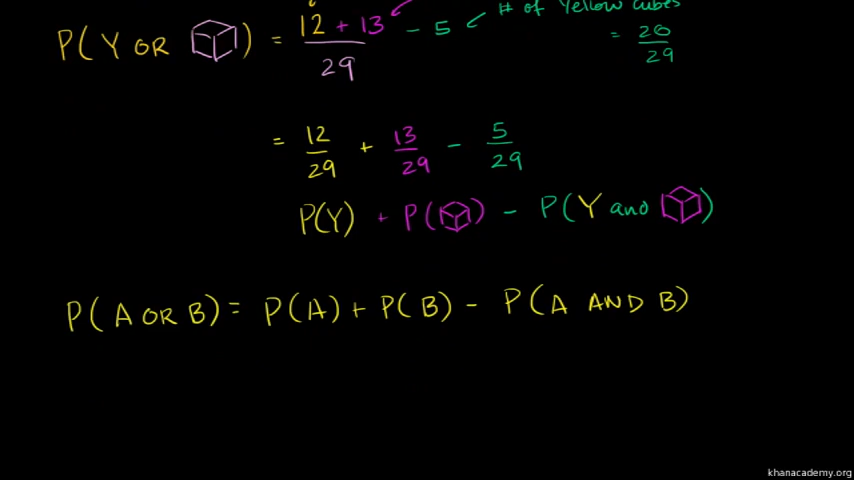 # of Yellow cubes
P(Y OR ) = 12 + 13 - 5 / 29 = 20/29
= 12/29 + 13/29 - 5/29
P(Y) + P( ) - P(Y and )
P(A OR B) = P(A) + P(B) - P(A AND B)
khanacademy.org